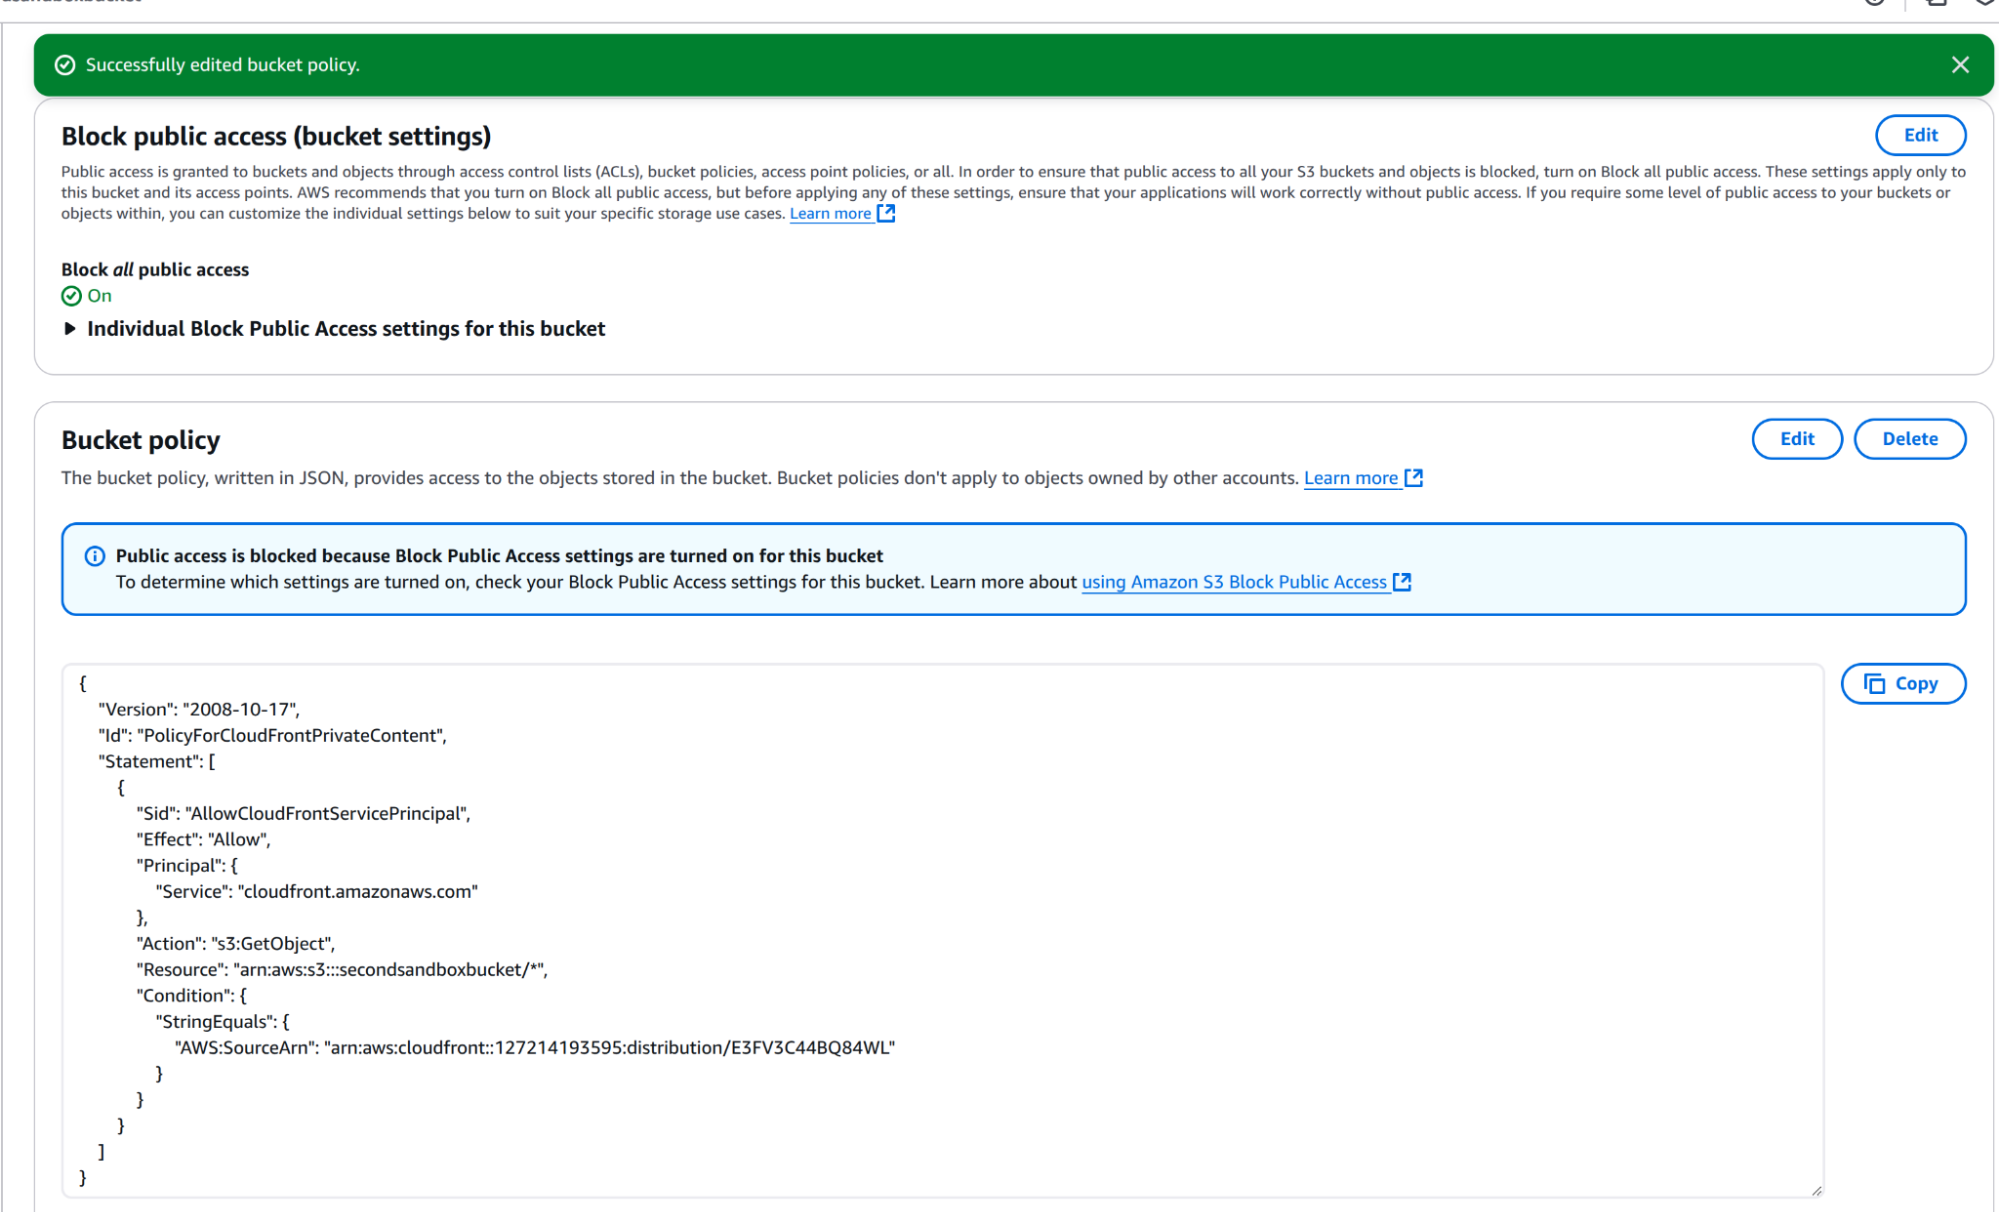 Successfully edited bucket policy.
Block public access (bucket settings)
Edit
Public access is granted to buckets and objects through access control lists (ACLs), bucket policies, access point policies, or all. In order to ensure that public access to all your S3 buckets and objects is blocked, turn on Block all public access. These settings apply only to
this bucket and its access points. AWS recommends that you turn on Block all public access, but before applying any of these settings, ensure that your applications will work correctly without public access. If you require some level of public access to your buckets or
objects within, you can customize the individual settings below to suit your specific storage use cases. Learn more
Block all public access
On
Individual Block Public Access settings for this bucket
Bucket policy
Edit
Delete
The bucket policy, written in JSON, provides access to the objects stored in the bucket. Bucket policies don't apply to objects owned by other accounts. Learn more
Public access is blocked because Block Public Access settings are turned on for this bucket
To determine which settings are turned on, check your Block Public Access settings for this bucket. Learn more about using Amazon S3 Block Public Access
Copy
{
"Version": "2008-10-17",
"Id": "PolicyForCloudFrontPrivateContent",
"Statement": [
{
"Sid": "AllowCloudFrontServicePrincipal",
"Effect": "Allow",
"Principal": {
"Service": "cloudfront.amazonaws.com"
},
"Action": "s3:GetObject",
"Resource": "arn:aws:s3:::secondsandboxbucket/*",
"Condition": {
"StringEquals": {
"AWS:SourceArn": "arn:aws:cloudfront::127214193595:distribution/E3FV3C44BQ84WL"
}
}
}
]
}